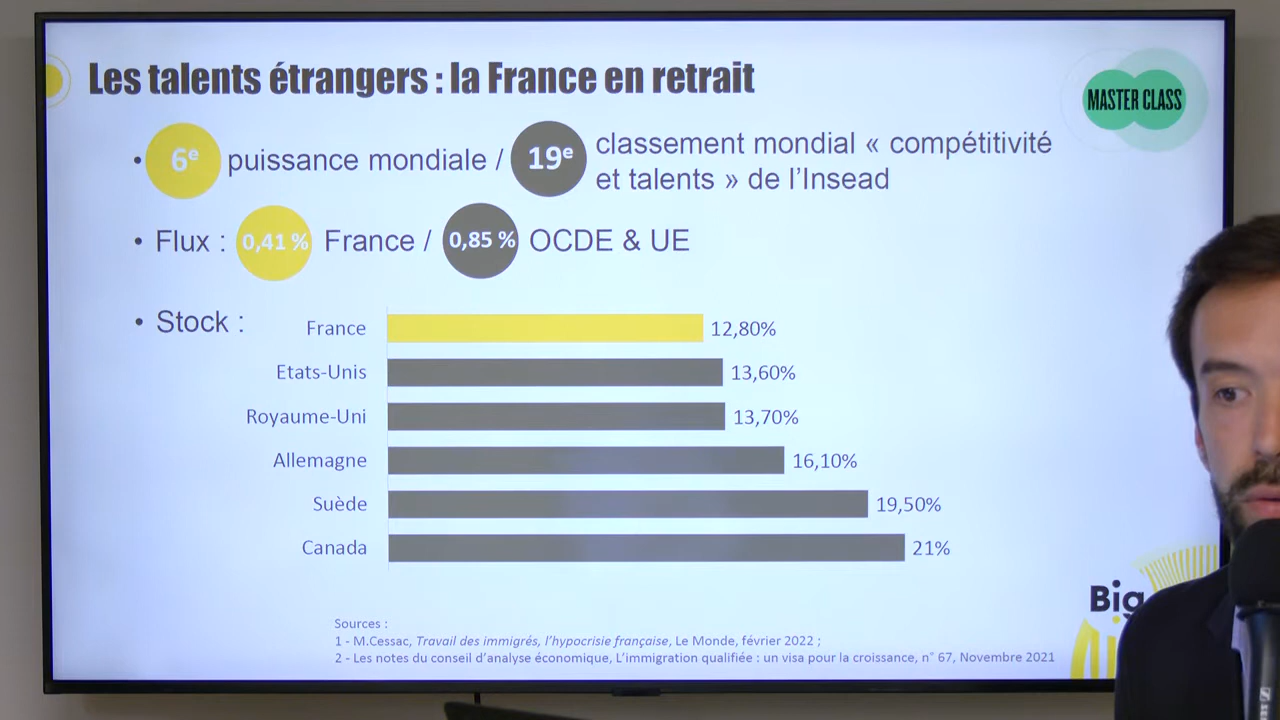 Les talents étrangers : la France en retrait
MASTER CLASS
• 6e puissance mondiale / 19e classement mondial « compétitivité
et talents » de l'Insead
• Flux : 0,41 % France / 0,85 % OCDE & UE
• Stock :
France 12,80%
Etats-Unis 13,60%
Royaume-Uni 13,70%
Allemagne 16,10%
Suède 19,50%
Canada 21%
Big
Sources :
1 - M.Cessac, Travail des immigrés, l'hypocrisie française, Le Monde, février 2022 ;
2 - Les notes du conseil d'analyse économique, L'immigration qualifiée : un visa pour la croissance, n° 67, Novembre 2021